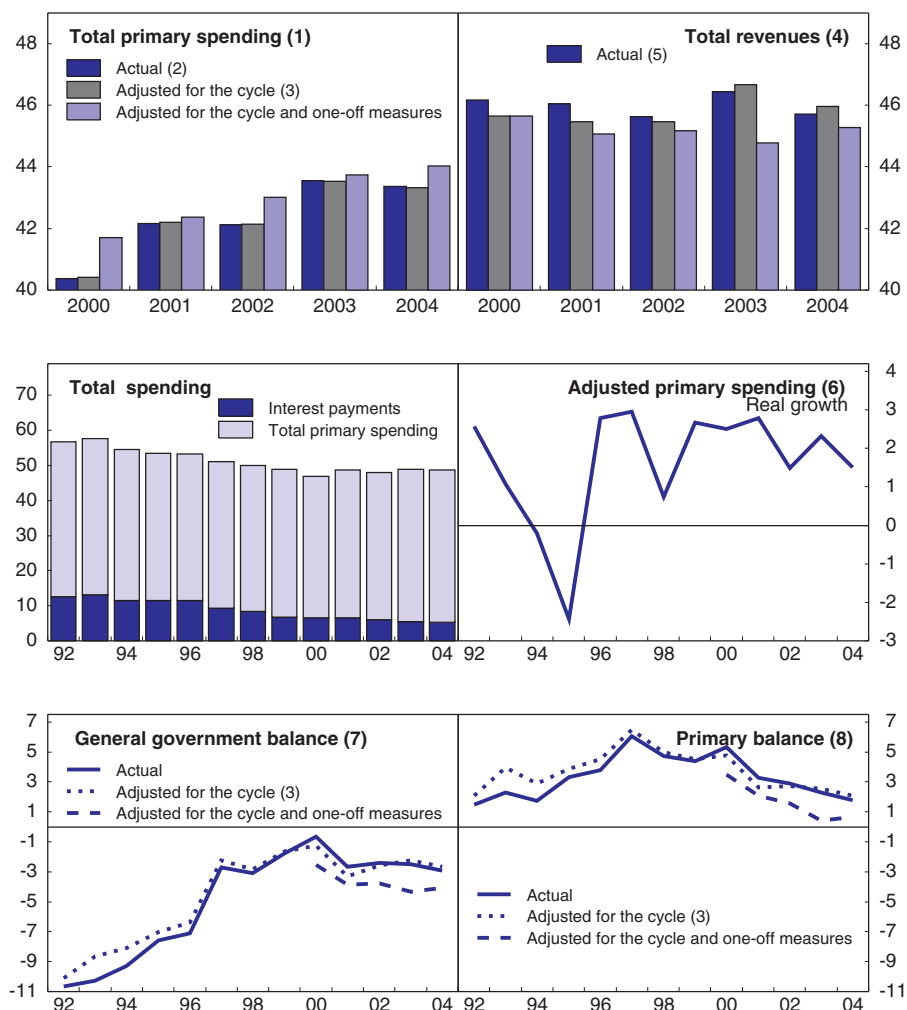 Total primary spending (1)
Actual (2)
Adjusted for the cycle (3)
Adjusted for the cycle and one-off measures
48
46
44
42
40
2000 2001 2002 2003 2004
Total revenues (4)
Actual (5)
48
46
44
42
40
2000 2001 2002 2003 2004
Total spending
Interest payments
Total primary spending
70
60
50
40
30
20
10
0
92 94 96 98 00 02 04
Adjusted primary spending (6)
Real growth
4
3
2
1
0
-1
-2
-3
92 94 96 98 00 02 04
General government balance (7)
Actual
Adjusted for the cycle (3)
Adjusted for the cycle and one-off measures
7
5
3
1
-1
-3
-5
-7
-9
-11
92 94 96 98 00 02 04
Primary balance (8)
Actual
Adjusted for the cycle (3)
Adjusted for the cycle and one-off measures
7
5
3
1
-1
-3
-5
-7
-9
-11
92 94 96 98 00 02 04